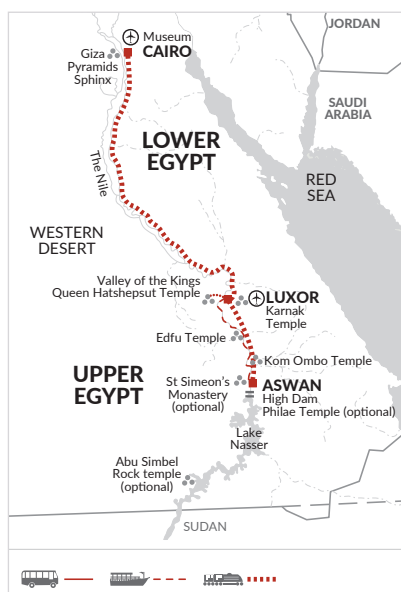 JORDAN
Museum
CAIRO
Giza
Pyramids
Sphinx
SAUDI
ARABIA
LOWER
EGYPT
The Nile
RED
SEA
WESTERN
DESERT
Valley of the Kings
Queen Hatshepsut Temple
LUXOR
Karnak
Temple
Edfu Temple
Kom Ombo Temple
UPPER
EGYPT
St Simeon's
Monastery
(optional)
ASWAN
High Dam
Philae Temple (optional)
Lake
Nasser
Abu Simbel
Rock temple
(optional)
SUDAN